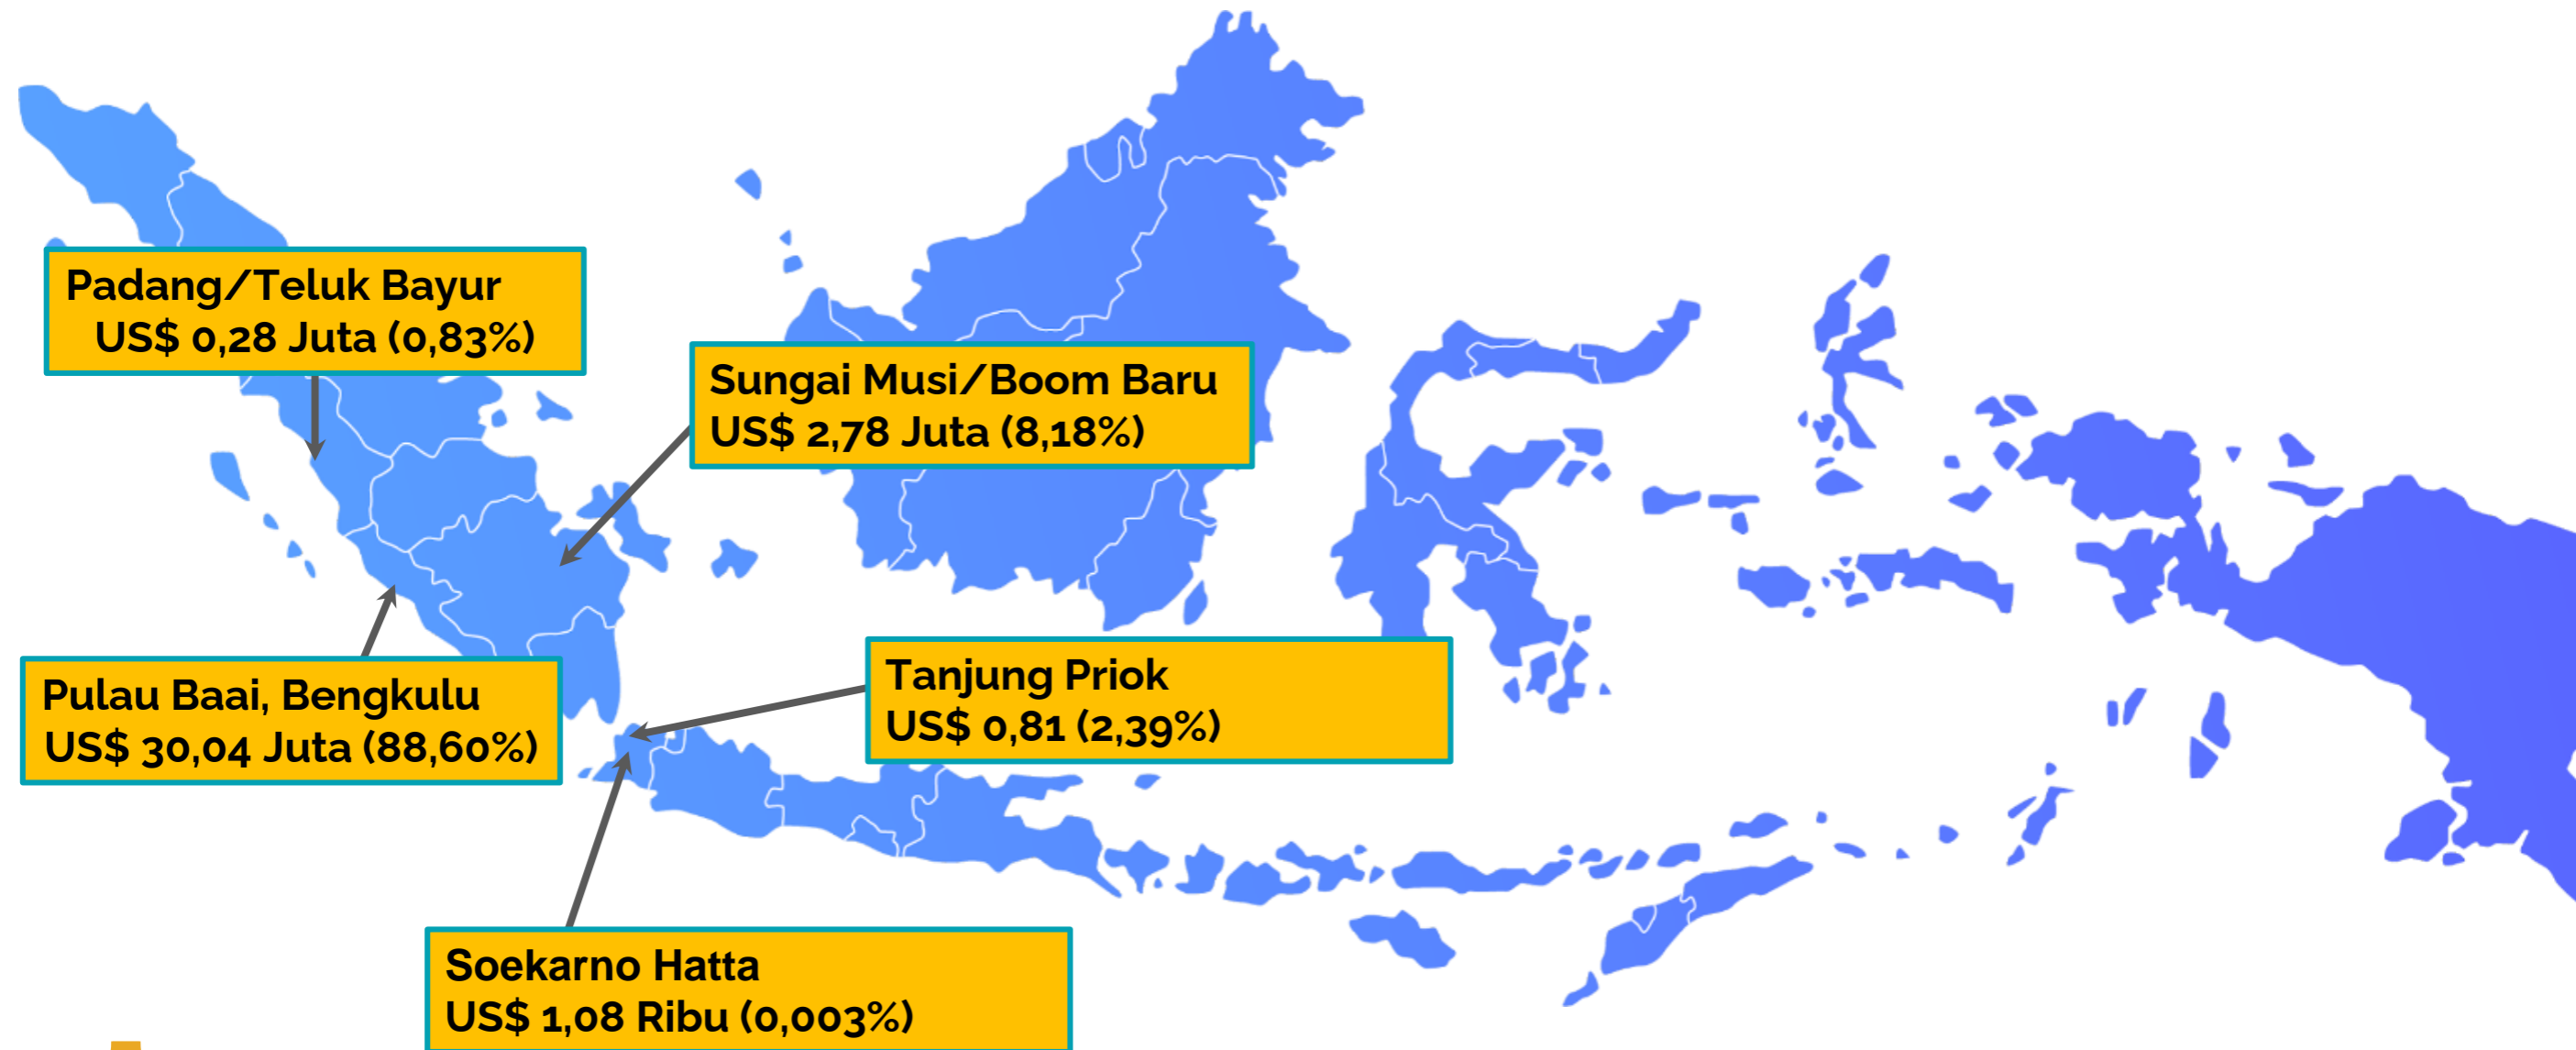 Padang/Teluk Bayur
US$ 0,28 Juta (0,83%)
Sungai Musi/Boom Baru
US$ 2,78 Juta (8,18%)
Pulau Baai, Bengkulu
US$ 30,04 Juta (88,60%)
Tanjung Priok
US$ 0,81 (2,39%)
Soekarno Hatta
US$ 1,08 Ribu (0,003%)